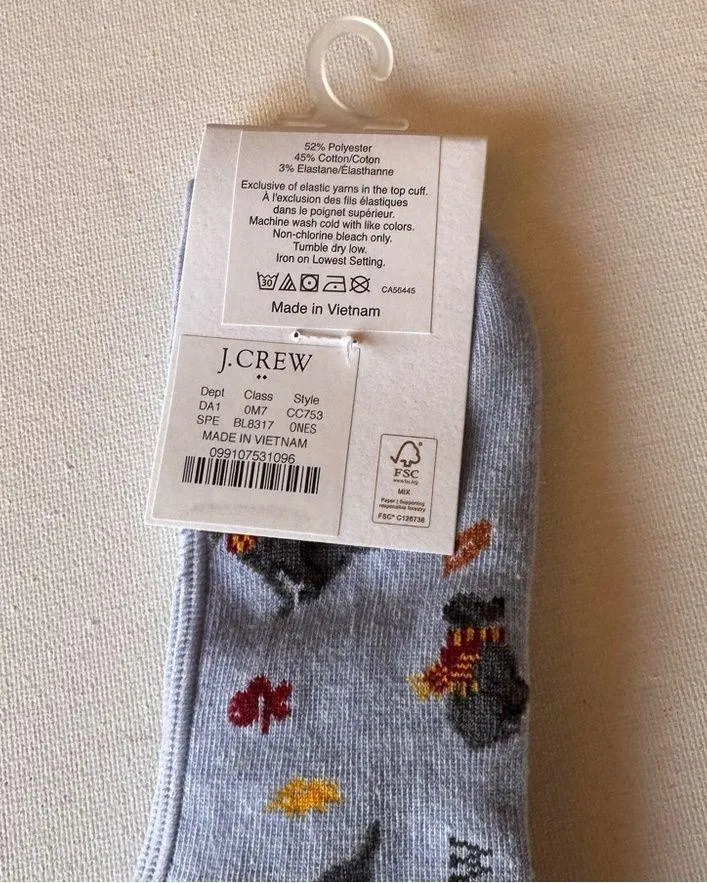 52% Polyester
45% Cotton/Coton
3% Elastane/Élasthanne
Exclusive of elastic yarns in the top cuff.
À l'exclusion des fils élastiques
dans le poignet supérieur.
Machine wash cold with like colors.
Non-chlorine bleach only.
Tumble dry low.
Iron on Lowest Setting.
30
CA56445
Made in Vietnam
J.CREW
Dept Class Style
DA1 0M7 CC753
SPE BL8317 0NES
MADE IN VIETNAM
099107531096
FSC
www.fsc.org
MIX
Paper | Supporting
responsible forestry
FSC® C126738